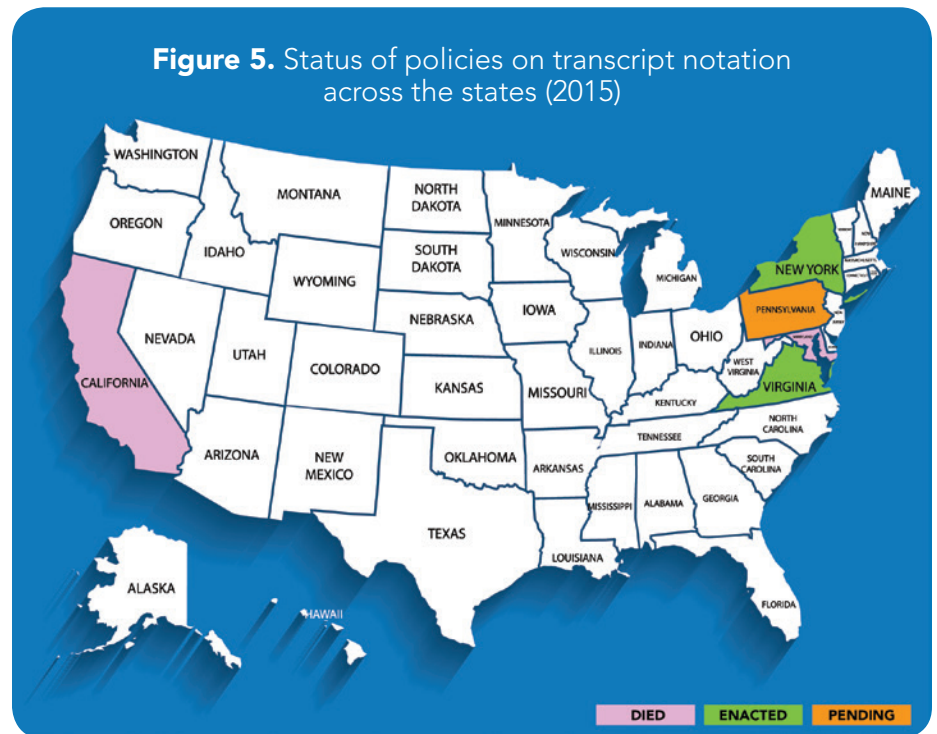 Figure 5. Status of policies on transcript notation
across the states (2015)
WASHINGTON
MONTANA
NORTH
DAKOTA
MINNESOTA
MAINE
OREGON
IDAHO
SOUTH
DAKOTA
WISCONSIN
MICHIGAN
NEW YORK
WYOMING
IOWA
PENNSYLVANIA
NEBRASKA
NEVADA
UTAH
COLORADO
ILLINOIS
INDIANA
OHIO
WEST
VIRGINIA
VIRGINIA
CALIFORNIA
KANSAS
MISSOURI
KENTUCKY
NORTH
CAROLINA
TENNESSEE
ARIZONA
NEW
MEXICO
OKLAHOMA
ARKANSAS
SOUTH
CAROLINA
MISSISSIPPI
ALABAMA
GEORGIA
TEXAS
LOUISIANA
FLORIDA
ALASKA
HAWAII
DIED
ENACTED
PENDING